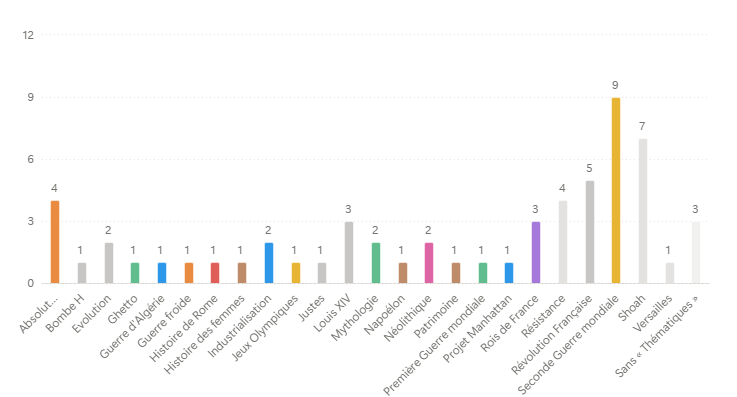 12
9
6
3
0
4
1
2
1
1
1
1
1
2
1
1
3
2
1
2
1
1
1
3
4
5
9
7
1
3
Absolut...
Bombe H
Evolution
Ghetto
Guerre d'Algérie
Guerre froide
Histoire de Rome
Histoire des femmes
Industrialisation
Jeux Olympiques
Justes
Louis XIV
Mythologie
Napoélon
Néolithique
Patrimoine
Première Guerre mondiale
Projet Manhattan
Rois de France
Résistance
Révolution Française
Seconde Guerre mondiale
Shoah
Versailles
Sans « Thématiques »